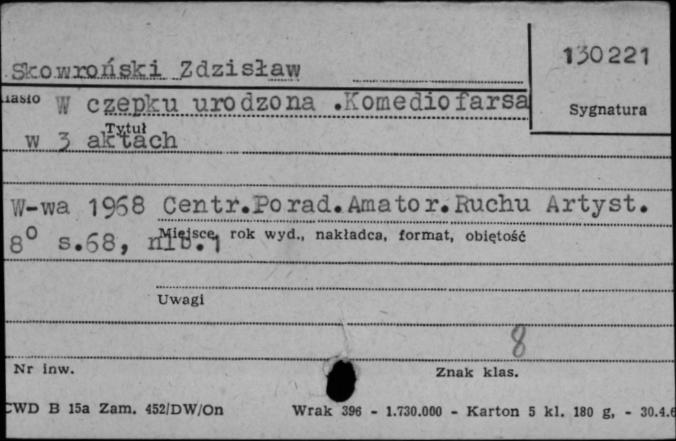 130221
Skowroński Zdzisław
Hasło W czepku urodzona .Komediofarsa
Sygnatura
Tytuł
w 3 aktach
W-wa 1968 Centr.Porad.Amator.Ruchu Artyst.
Miejsce, rok wyd., nakładca, format, objętość
8° s.68, nlb.1
Uwagi
8
Nr inw.
Znak klas.
CWD B 15a Zam. 452/DW/On Wrak 396 - 1.730.000 - Karton 5 kl. 180 g, - 30.4.6